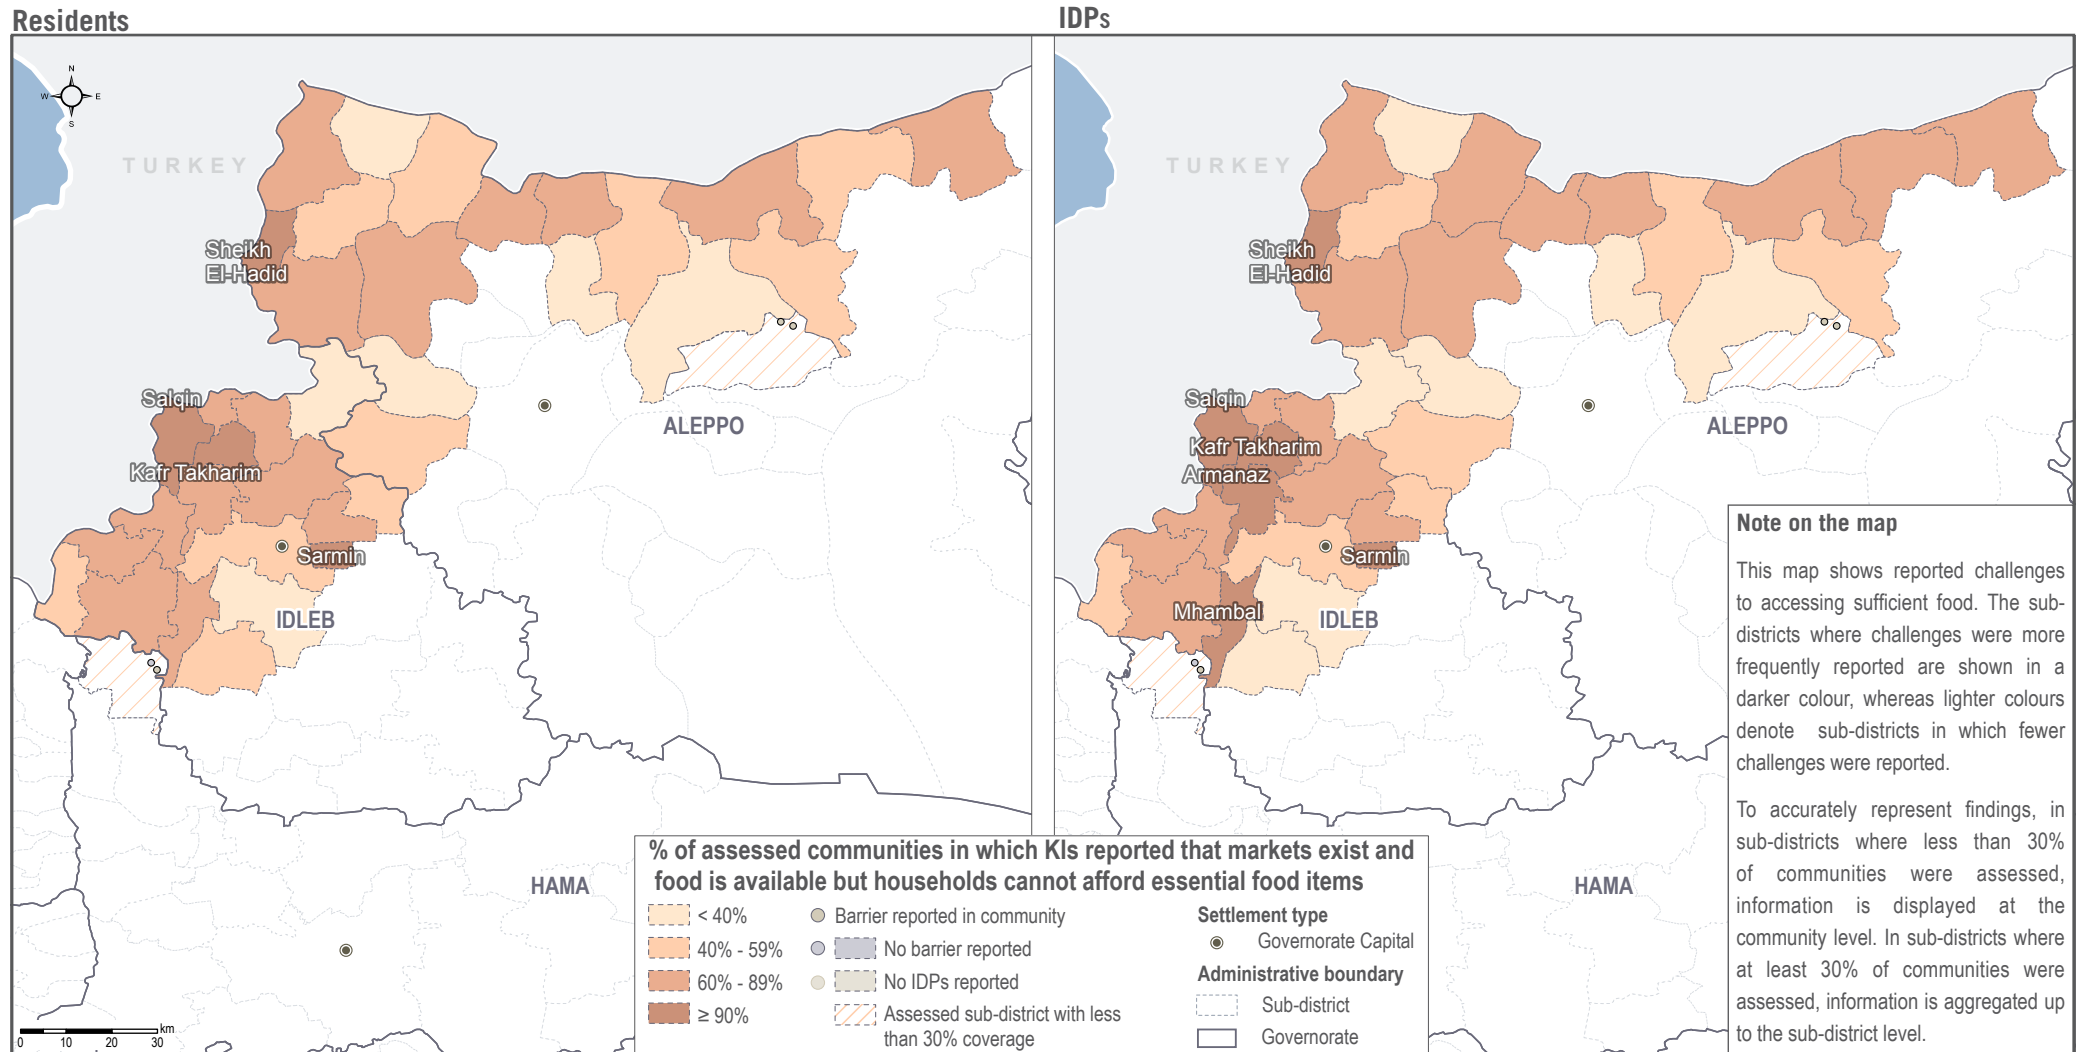 Residents
N
W
E
S
TURKEY
Sheikh
El-Hadid
Salqin
Kafr Takharim
Sarmin
ALEPPO
IDLEB
HAMA
0 10 20 30 km
IDPs
TURKEY
Sheikh
El-Hadid
Salqin
Kafr Takharim
Armanaz
Sarmin
Mhambal
ALEPPO
IDLEB
HAMA
% of assessed communities in which KIs reported that markets exist and
food is available but households cannot afford essential food items
< 40%
40% - 59%
60% - 89%
≥ 90%
Barrier reported in community
No barrier reported
No IDPs reported
Assessed sub-district with less
than 30% coverage
Settlement type
Governorate Capital
Administrative boundary
Sub-district
Governorate
Note on the map
This map shows reported challenges
to accessing sufficient food. The sub-
districts where challenges were more
frequently reported are shown in a
darker colour, whereas lighter colours
denote sub-districts in which fewer
challenges were reported.
To accurately represent findings, in
sub-districts where less than 30%
of communities were assessed,
information is displayed at the
community level. In sub-districts where
at least 30% of communities were
assessed, information is aggregated up
to the sub-district level.